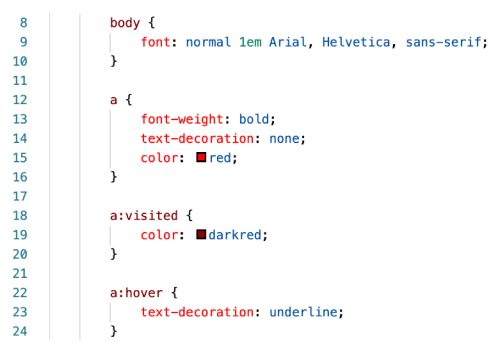 8 body {
9 font: normal 1em Arial, Helvetica, sans-serif;
10 }
11
12 a {
13 font-weight: bold;
14 text-decoration: none;
15 color: red;
16 }
17
18 a:visited {
19 color: darkred;
20 }
21
22 a:hover {
23 text-decoration: underline;
24 }